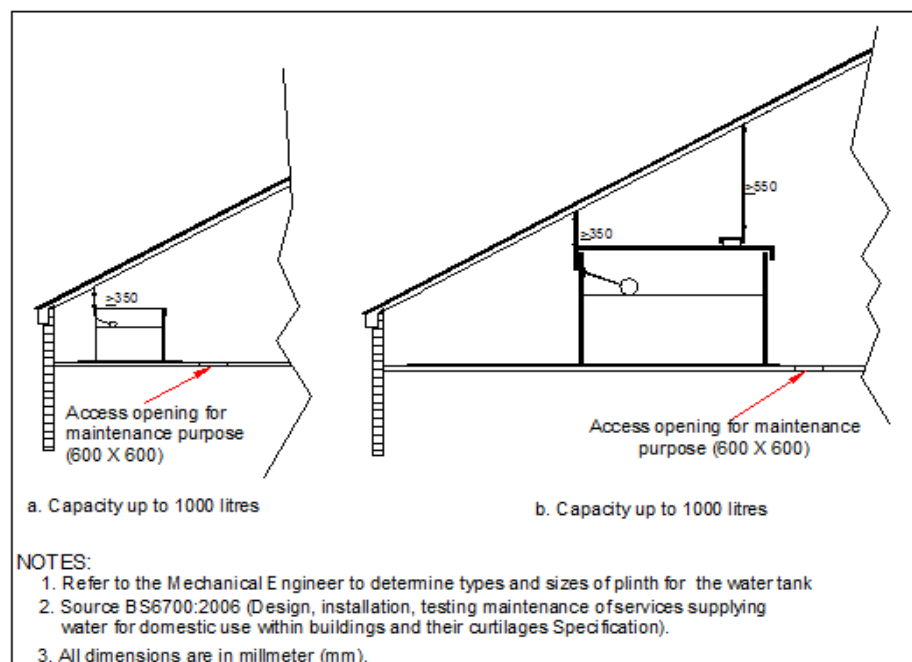 ≥550
≥350
≥350
Access opening for
maintenance purpose
(600 X 600)
Access opening for maintenance
purpose (600 X 600)
a. Capacity up to 1000 litres
b. Capacity up to 1000 litres
NOTES:
1. Refer to the Mechanical Engineer to determine types and sizes of plinth for the water tank
2. Source BS6700:2006 (Design, installation, testing maintenance of services supplying
water for domestic use within buildings and their curtilages Specification).
3. All dimensions are in millmeter (mm).